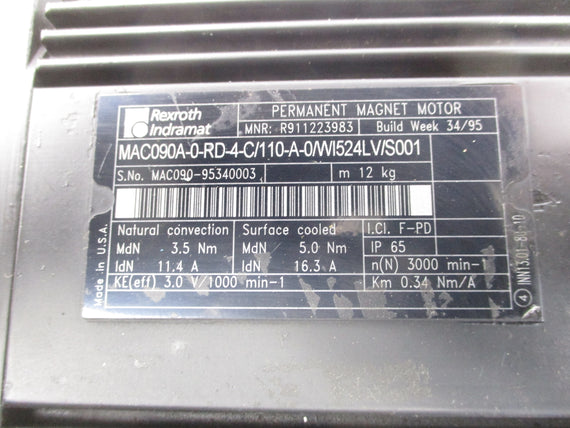 Rexroth
Indramat
PERMANENT MAGNET MOTOR
MNR: R911223983
Build Week 34/95
MAC090A-0-RD-4-C/110-A-0/WI524LV/S001
S.No. MAC090-95340003
m 12 kg
Natural convection
Surface cooled
I.Cl. F-PD
MdN 3.5 Nm
MdN 5.0 Nm
IP 65
IdN 11.4 A
IdN 16.3 A
n(N) 3000 min-1
KE(eff) 3.0 V/1000 min-1
Km 0.34 Nm/A
Made in U.S.A.
4